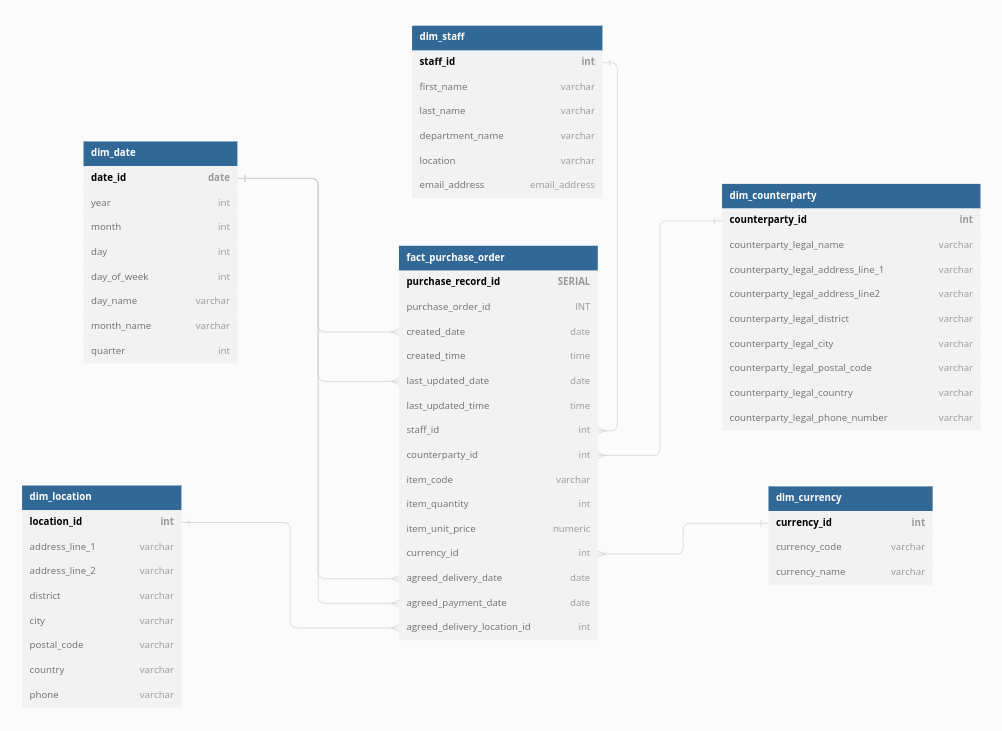 dim_staff
staff_id int
first_name varchar
last_name varchar
department_name varchar
location varchar
email_address email_address
dim_date
date_id date
year int
month int
day int
day_of_week int
day_name varchar
month_name varchar
quarter int
dim_counterparty
counterparty_id int
counterparty_legal_name varchar
counterparty_legal_address_line_1 varchar
counterparty_legal_address_line2 varchar
counterparty_legal_district varchar
counterparty_legal_city varchar
counterparty_legal_postal_code varchar
counterparty_legal_country varchar
counterparty_legal_phone_number varchar
fact_purchase_order
purchase_record_id SERIAL
purchase_order_id INT
created_date date
created_time time
last_updated_date date
last_updated_time time
staff_id int
counterparty_id int
item_code varchar
item_quantity int
item_unit_price numeric
currency_id int
agreed_delivery_date date
agreed_payment_date date
agreed_delivery_location_id int
dim_location
location_id int
address_line_1 varchar
address_line_2 varchar
district varchar
city varchar
postal_code varchar
country varchar
phone varchar
dim_currency
currency_id int
currency_code varchar
currency_name varchar